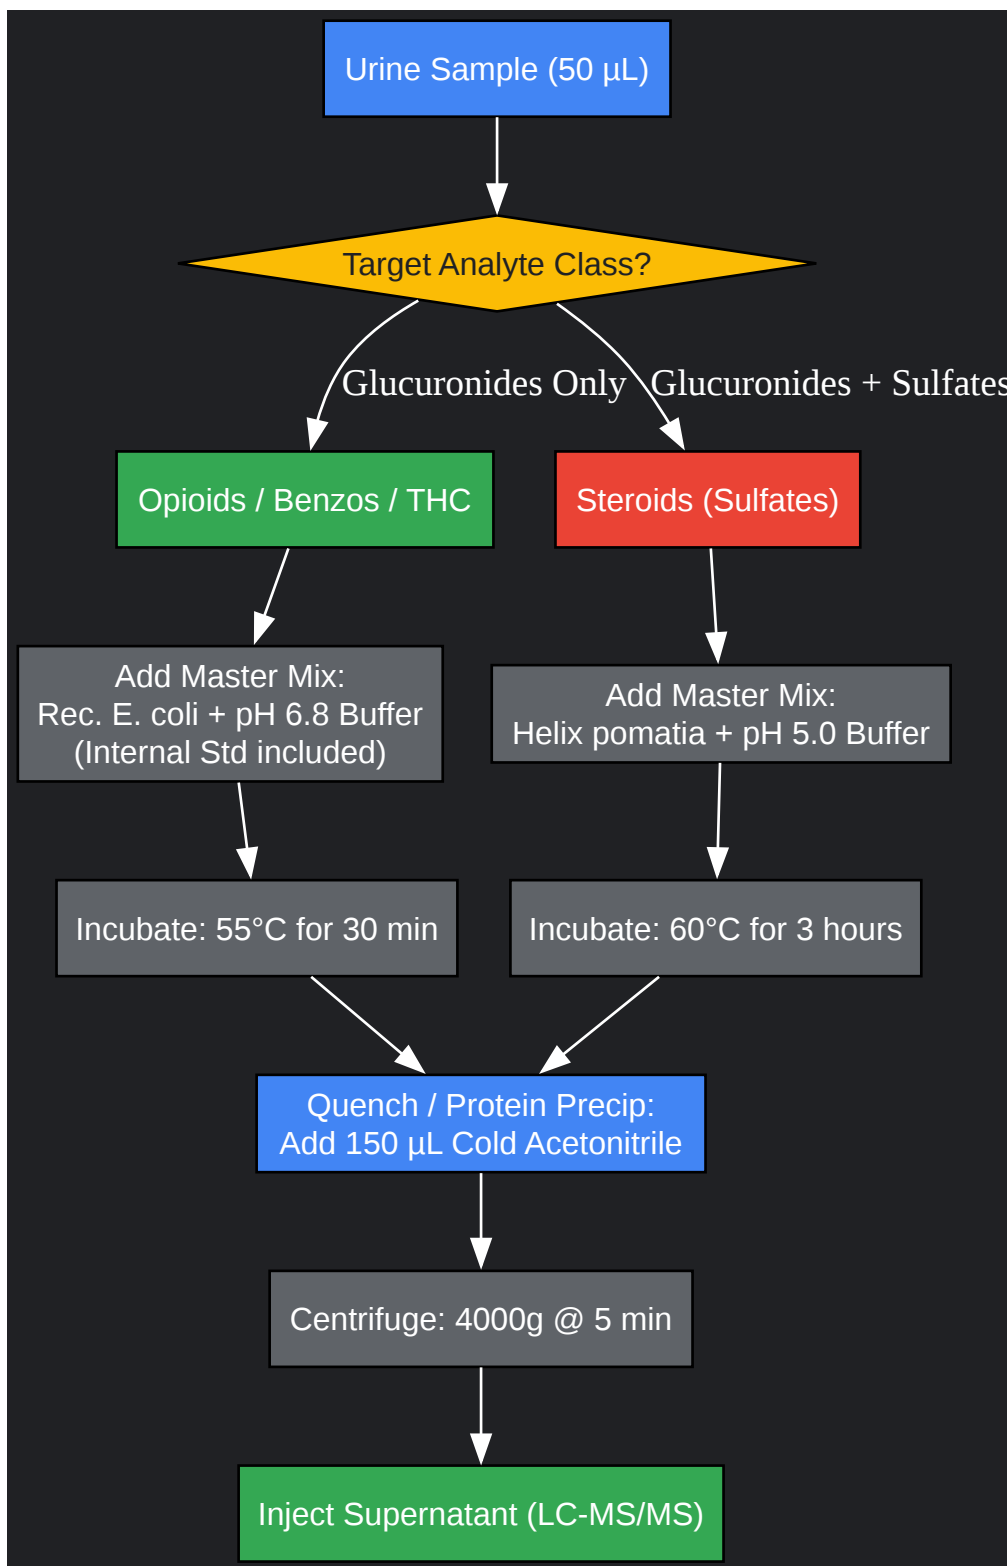 Urine Sample (50 µL)
Target Analyte Class?
Glucuronides Only
Glucuronides + Sulfates
Opioids / Benzos / THC
Steroids (Sulfates)
Add Master Mix:
Rec. E. coli + pH 6.8 Buffer
(Internal Std included)
Add Master Mix:
Helix pomatia + pH 5.0 Buffer
Incubate: 55°C for 30 min
Incubate: 60°C for 3 hours
Quench / Protein Precip:
Add 150 µL Cold Acetonitrile
Centrifuge: 4000g @ 5 min
Inject Supernatant (LC-MS/MS)